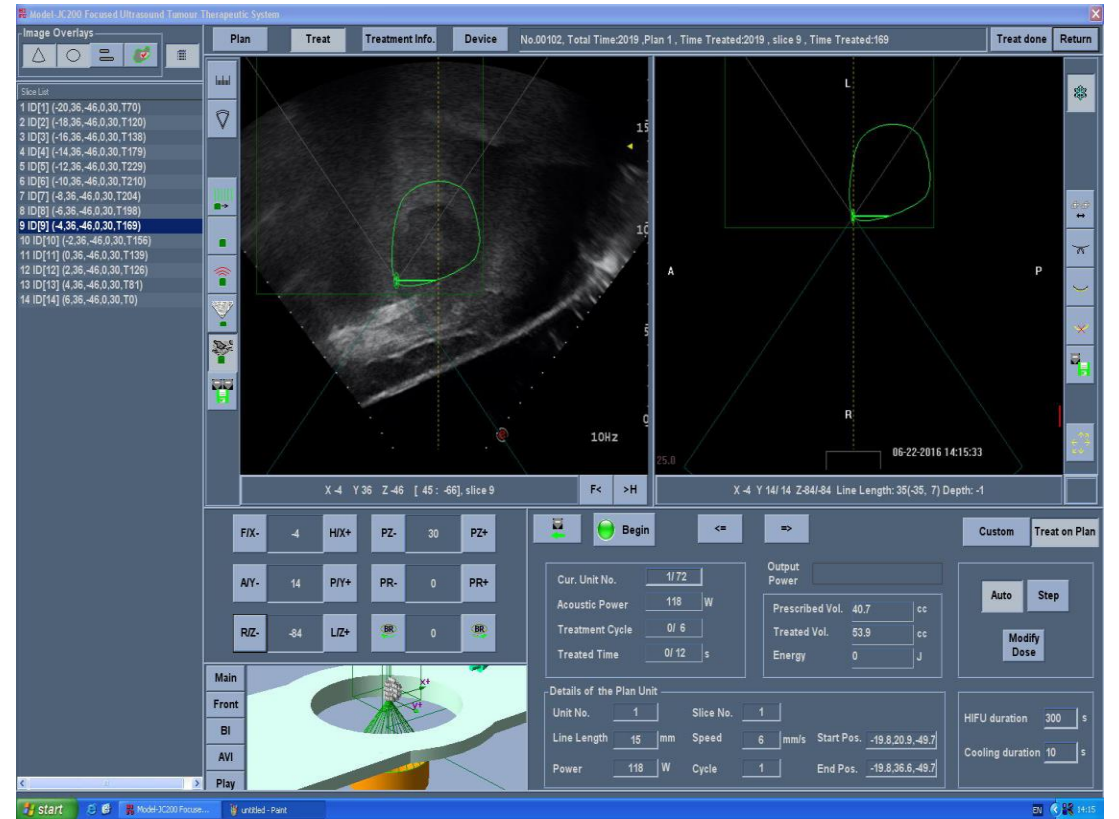 Model-JC200 Focused Ultrasound Tumour Therapeutic System
Image Overlays
Plan
Treat
Treatment Info.
Device
No.00102, Total Time:2019 ,Plan 1 , Time Treated:2019 , slice 9 , Time Treated:169
Treat done
Return
Slice List
1 ID[1] (-20,36,-46,0,30,T70)
2 ID[2] (-18,36,-46,0,30,T120)
3 ID[3] (-16,36,-46,0,30,T138)
4 ID[4] (-14,36,-46,0,30,T179)
5 ID[5] (-12,36,-46,0,30,T229)
6 ID[6] (-10,36,-46,0,30,T210)
7 ID[7] (-8,36,-46,0,30,T204)
8 ID[8] (-6,36,-46,0,30,T198)
9 ID[9] (-4,36,-46,0,30,T169)
10 ID[10] (-2,36,-46,0,30,T156)
11 ID[11] (0,36,-46,0,30,T139)
12 ID[12] (2,36,-46,0,30,T126)
13 ID[13] (4,36,-46,0,30,T81)
14 ID[14] (6,36,-46,0,30,T0)
15
10
5
0
10Hz
L
A
P
R
25.0
06-22-2016 14:15:33
X -4 Y 36 Z -46 [ 45 : -66], slice 9
F<
>H
X -4 Y 14/ 14 Z-84/-84 Line Length: 35(-35, 7) Depth: -1
F/X-
-4
H/X+
PZ-
30
PZ+
A/Y-
14
P/Y+
PR-
0
PR+
R/Z-
-84
L/Z+
BR
0
BR
Main
Front
BI
AVI
Play
X+
Y+
Begin
<=
=>
Custom
Treat on Plan
Cur. Unit No. 1/72
Acoustic Power 118 W
Treatment Cycle 0/ 6
Treated Time 0/ 12 s
Output Power
Prescribed Vol. 40.7 cc
Treated Vol. 53.9 cc
Energy 0 J
Auto
Step
Modify Dose
Details of the Plan Unit
Unit No. 1 Slice No. 1
Line Length 15 mm Speed 6 mm/s Start Pos. -19.8,20.9,-49.7
Power 118 W Cycle 1 End Pos. -19.8,36.6,-49.7
HIFU duration 300 s
Cooling duration 10 s
start
Model-JC200 Focuse...
untitled - Paint
EN
14:15